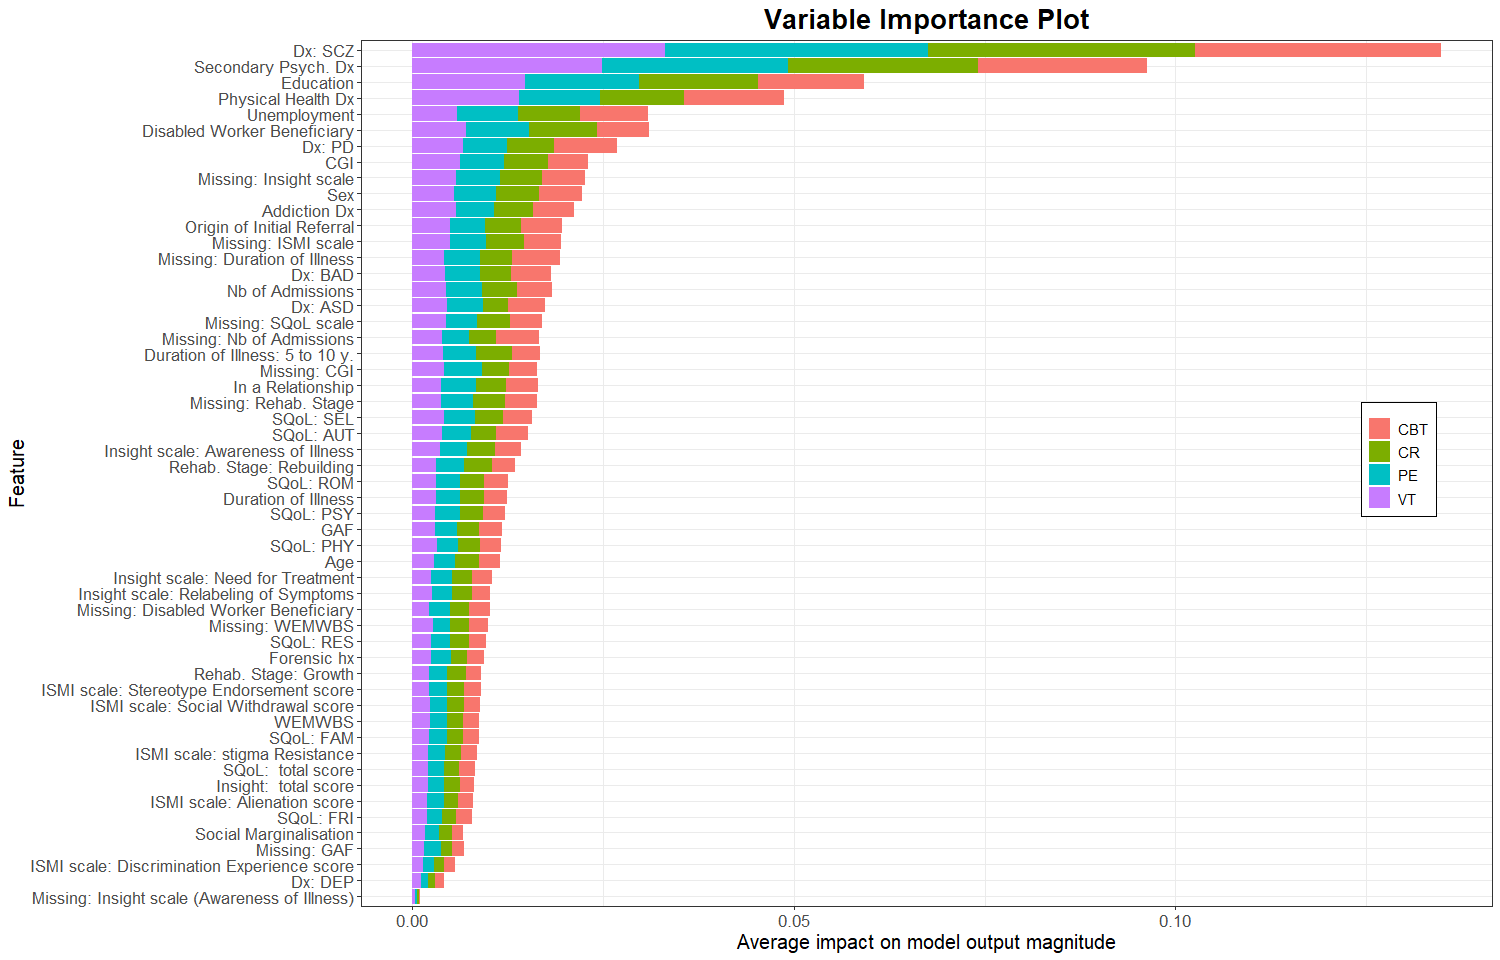 Variable Importance Plot
Dx: SCZ
Secondary Psych. Dx
Education
Physical Health Dx
Unemployment
Disabled Worker Beneficiary
Dx: PD
CGI
Missing: Insight scale
Sex
Addiction Dx
Origin of Initial Referral
Missing: ISMI scale
Missing: Duration of Illness
Dx: BAD
Nb of Admissions
Dx: ASD
Missing: SQoL scale
Missing: Nb of Admissions
Duration of Illness: 5 to 10 y.
Missing: CGI
In a Relationship
Missing: Rehab. Stage
SQoL: SEL
SQoL: AUT
Insight scale: Awareness of Illness
Rehab. Stage: Rebuilding
SQoL: ROM
Duration of Illness
SQoL: PSY
GAF
SQoL: PHY
Age
Insight scale: Need for Treatment
Insight scale: Relabeling of Symptoms
Missing: Disabled Worker Beneficiary
Missing: WEMWBS
SQoL: RES
Forensic hx
Rehab. Stage: Growth
ISMI scale: Stereotype Endorsement score
ISMI scale: Social Withdrawal score
WEMWBS
SQoL: FAM
ISMI scale: stigma Resistance
SQoL:  total score
Insight:  total score
ISMI scale: Alienation score
SQoL: FRI
Social Marginalisation
Missing: GAF
ISMI scale: Discrimination Experience score
Dx: DEP
Missing: Insight scale (Awareness of Illness)
Feature
0.00
0.05
0.10
Average impact on model output magnitude
CBT
CR
PE
VT